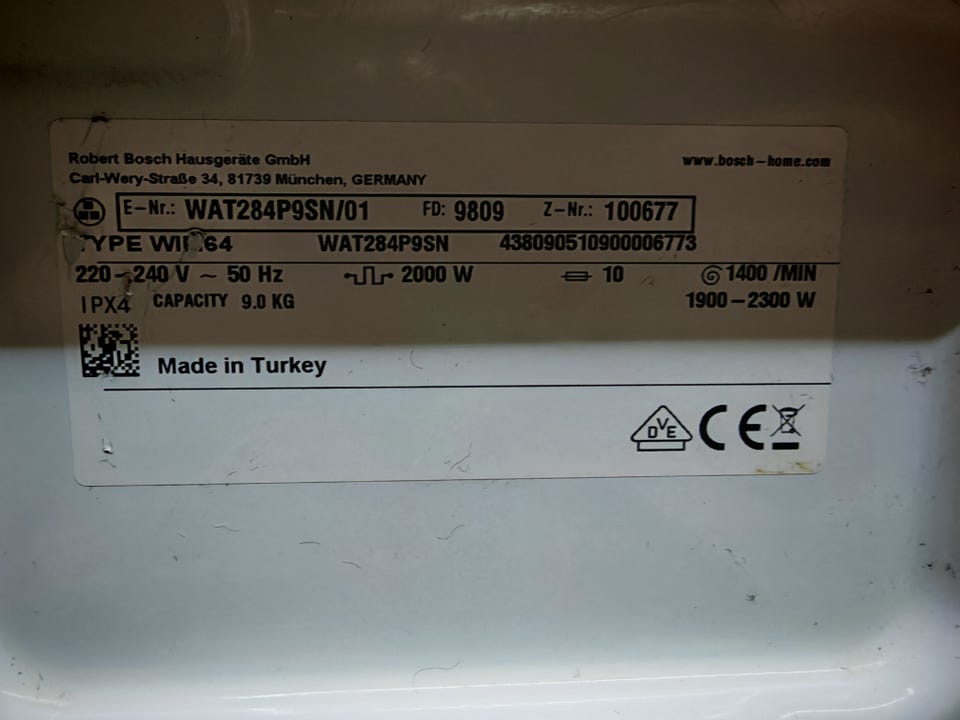 Robert Bosch Hausgeräte GmbH www.bosch-home.com
Carl-Wery-Straße 34, 81739 München, GERMANY
E-Nr.: WAT284P9SN/01 FD: 9809 Z-Nr.: 100677
TYPE WAT284P9SN 438090510900006773
220-240 V ~ 50 Hz 2000 W 10 1400 /MIN
IPX4 CAPACITY 9.0 KG 1900-2300 W
Made in Turkey
DVE CE